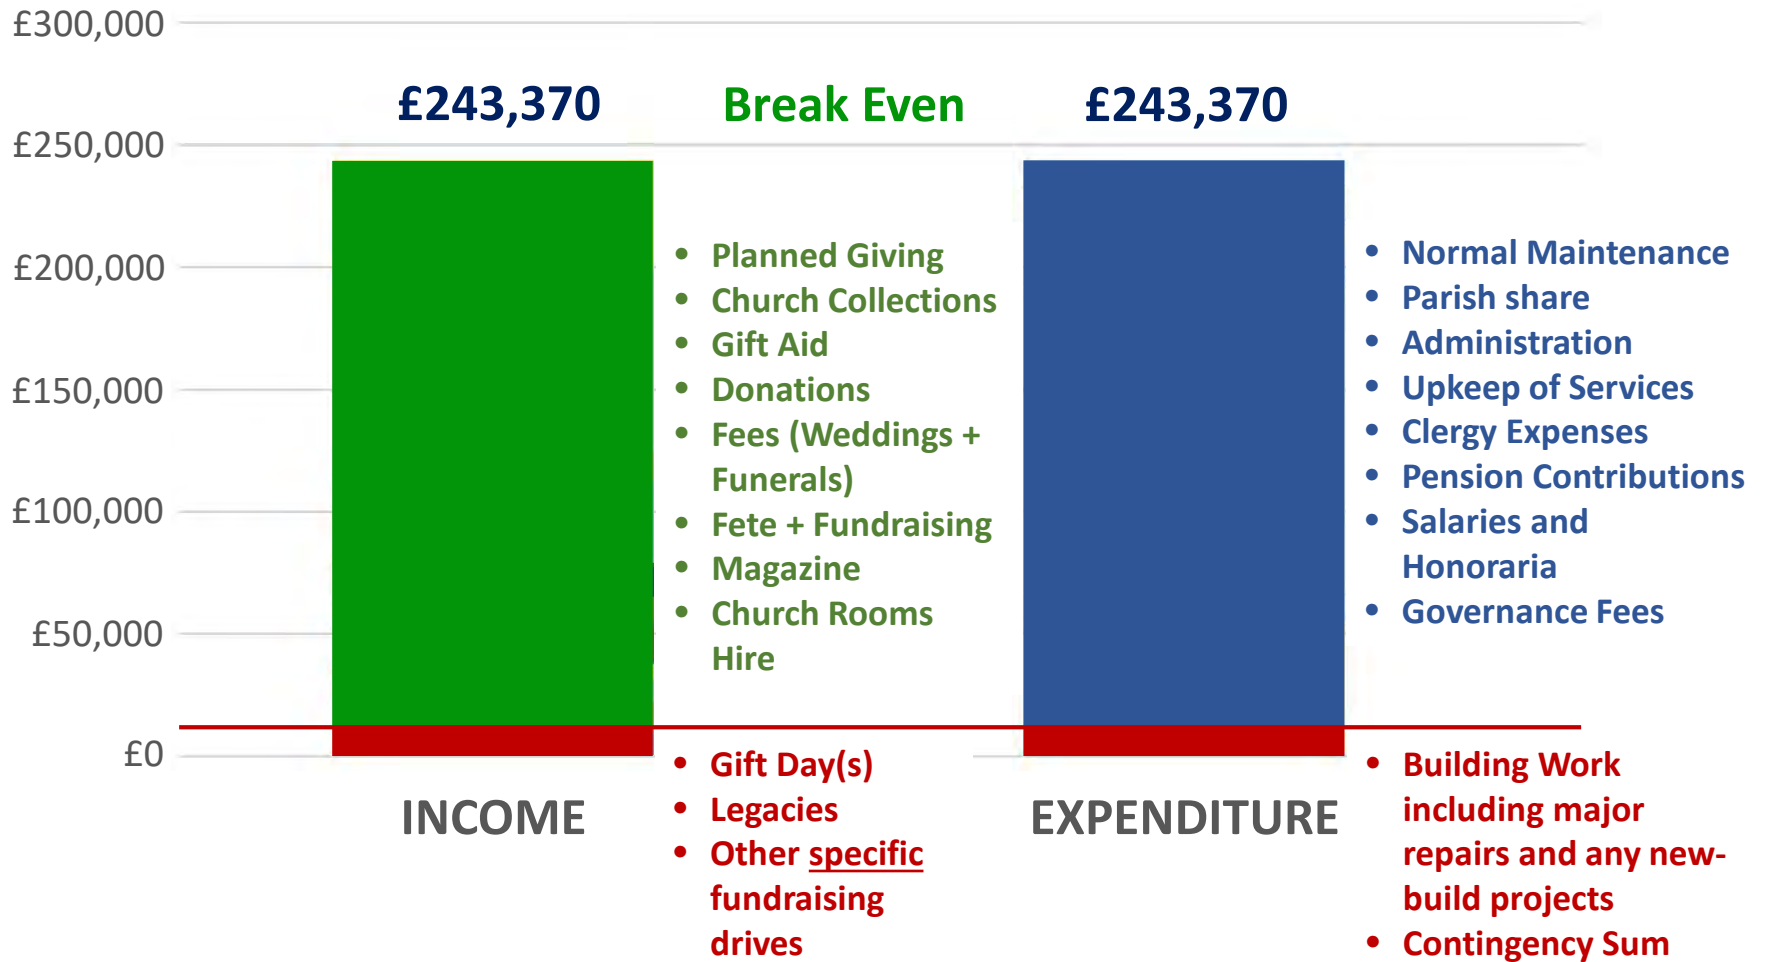 £300,000
£250,000
£200,000
£150,000
£100,000
£50,000
£0
£243,370
Break Even
£243,370
• Planned Giving
• Church Collections
• Gift Aid
• Donations
• Fees (Weddings +
Funerals)
• Fete + Fundraising
• Magazine
• Church Rooms
Hire
• Normal Maintenance
• Parish share
• Administration
• Upkeep of Services
• Clergy Expenses
• Pension Contributions
• Salaries and
Honoraria
• Governance Fees
INCOME
• Gift Day(s)
• Legacies
• Other specific
fundraising
drives
EXPENDITURE
• Building Work
including major
repairs and any new-
build projects
• Contingency Sum